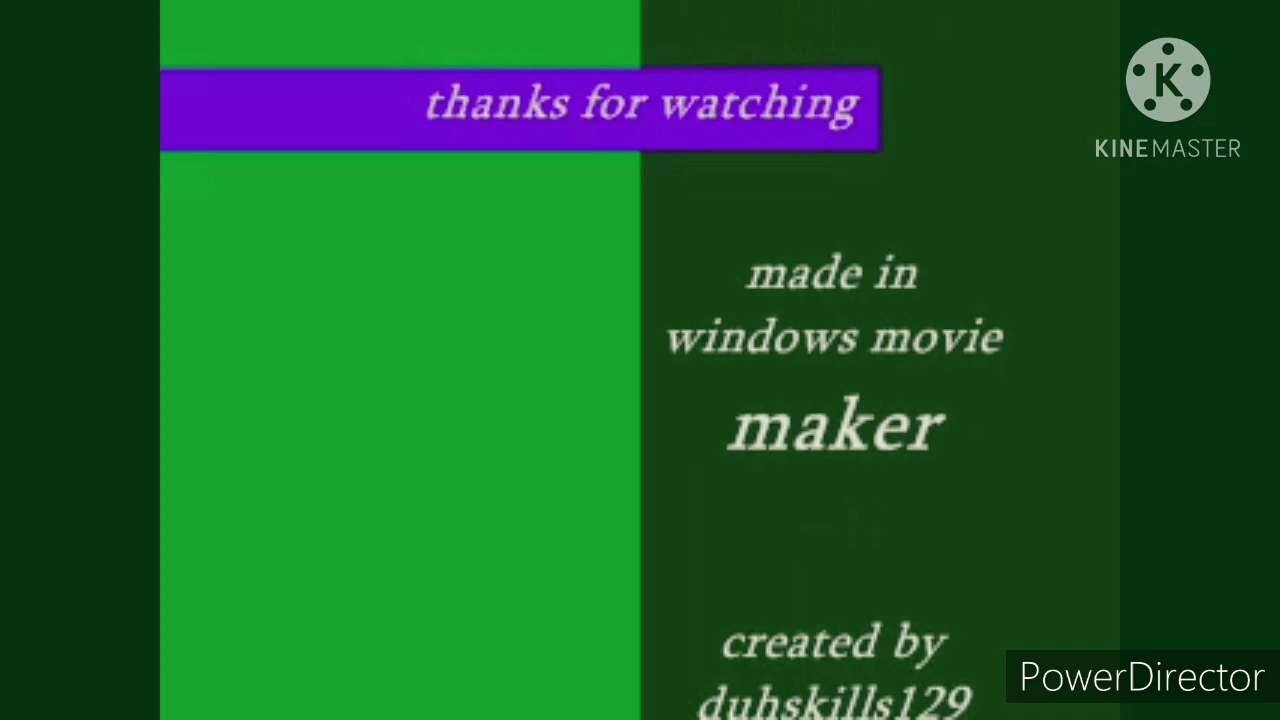 thanks for watching
K
KINEMASTER
made in
windows movie
maker
created by
duhskills129
PowerDirector